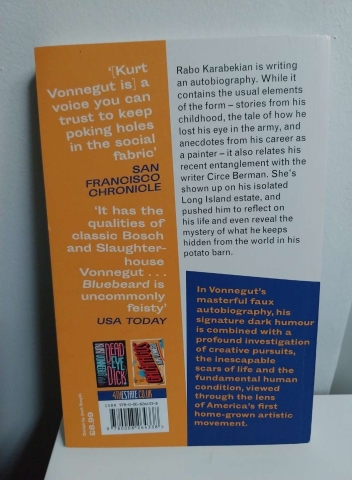 '[Kurt
Vonnegut is] a
voice you can
trust to keep
poking holes
in the social
fabric'
SAN
FRANCISCO
CHRONICLE
'It has the
qualities of
classic Bosch
and Slaughter-
house
Vonnegut . . .
Bluebeard is
uncommonly
feisty'
USA TODAY
Rabo Karabekian is writing
an autobiography. While it
contains the usual elements
of the form – stories from his
childhood, the tale of how he
lost his eye in the army, and
anecdotes from his career as
a painter – it also relates his
recent entanglement with the
writer Circe Berman. She's
shown up on his isolated
Long Island estate, and
pushed him to reflect on
his life and even reveal the
mystery of what he keeps
hidden from the world in his
potato barn.
In Vonnegut's
masterful faux
autobiography, his
signature dark humour
is combined with a
profound investigation
of creative pursuits,
the inescapable
scars of life and the
fundamental human
condition, viewed
through the lens
of America's first
home-grown artistic
movement.
DEAD
EYE
DICK
4THESTATE.CO.UK
£8.99